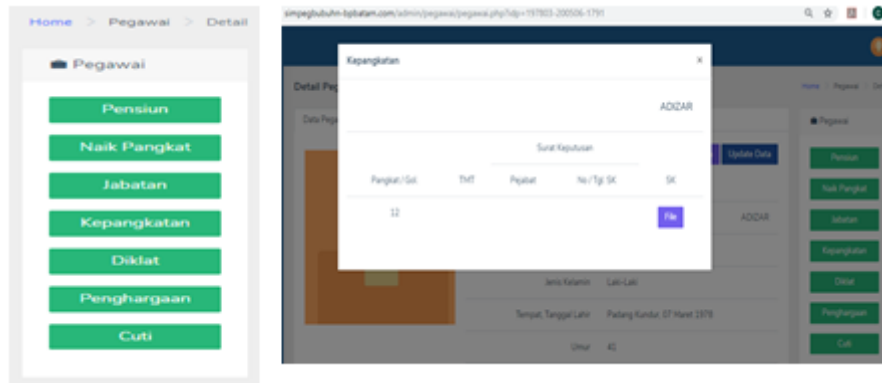 Home > Pegawai > Detail
Pegawai
Pensiun
Naik Pangkat
Jabatan
Kepangkatan
Diklat
Penghargaan
Cuti
simpegbubuhn-bpbatam.com/admin/pegawai/pegawai.php?idp=197803-200506-1791
Kepangkatan ×
Detail Peg
Home > Pegawai > De
ADIZAR
Data Pega
Pegawai
Surat Keputusan
Update Data
Pensiun
Pangkat/Gol. TMT Pejabat No/Tgl. SK SK
Naik Pangkat
12 File
ADIZAR
Jabatan
Kepangkatan
Jenis Kelamin Laki-Laki
Diklat
Tempat, Tanggal Lahir Padang Kundur, 07 Maret 1978
Penghargaan
Umur 41
Cuti